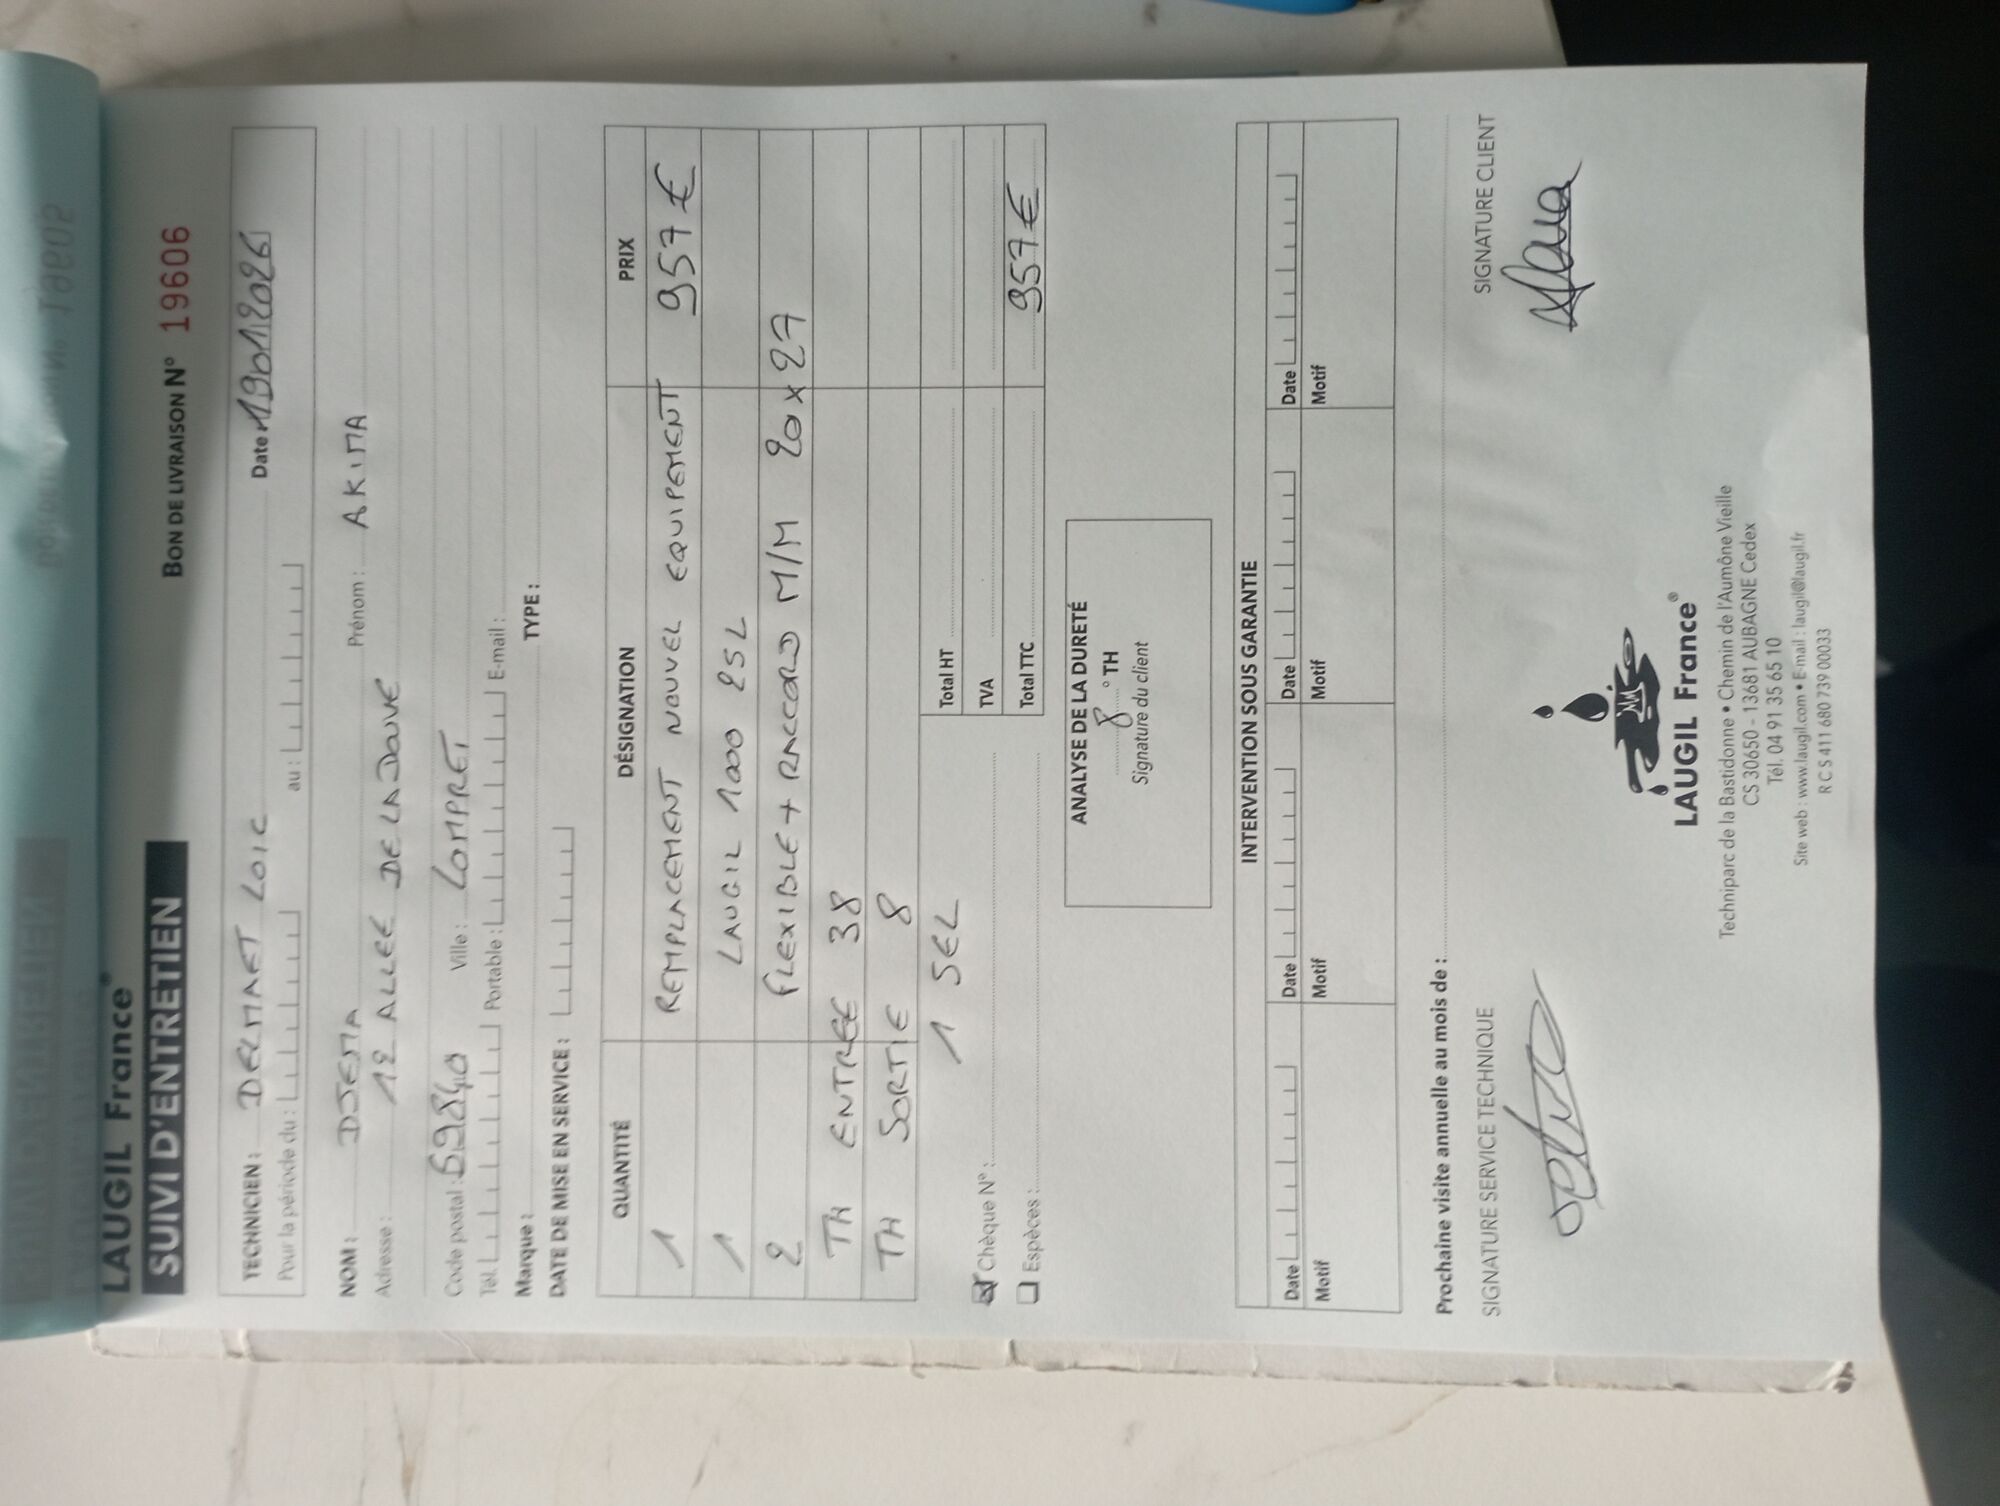 LAUGIL France®
SUIVI D'ENTRETIEN
BON DE LIVRAISON N° 19606
TECHNICIEN : DELMAET LOIC Date 19012026
Pour la période du : au :
NOM : DJEMA Prénom : AKIMA
Adresse : 12 ALLEE DE LA DOUVE
Code postal : 59840 Ville : LOMPRET
Tél. Portable : E-mail :
Marque : TYPE :
DATE DE MISE EN SERVICE :
QUANTITÉ DÉSIGNATION PRIX
1 REMPLACEMENT NOUVEL EQUIPEMENT 957 €
1 LAUGIL 1000 25 L
2 FLEXIBLE + RACCORD M/M 20 x 27
TH ENTREE 38
TH SORTIE 8
1 SEL
Total HT
Chèque N° : TVA
Espèces : Total TTC 957 €
ANALYSE DE LA DURETÉ
8 ° TH
Signature du client
INTERVENTION SOUS GARANTIE
Date Date Date Date
Motif Motif Motif Motif
Prochaine visite annuelle au mois de :
SIGNATURE SERVICE TECHNIQUE SIGNATURE CLIENT
LAUGIL France®
Techniparc de la Bastidonne • Chemin de l'Aumône Vieille
CS 30650 - 13681 AUBAGNE Cedex
Tél. 04 91 35 65 10
Site web : www.laugil.com • E-mail : laugil@laugil.fr
R C S 411 680 739 00033